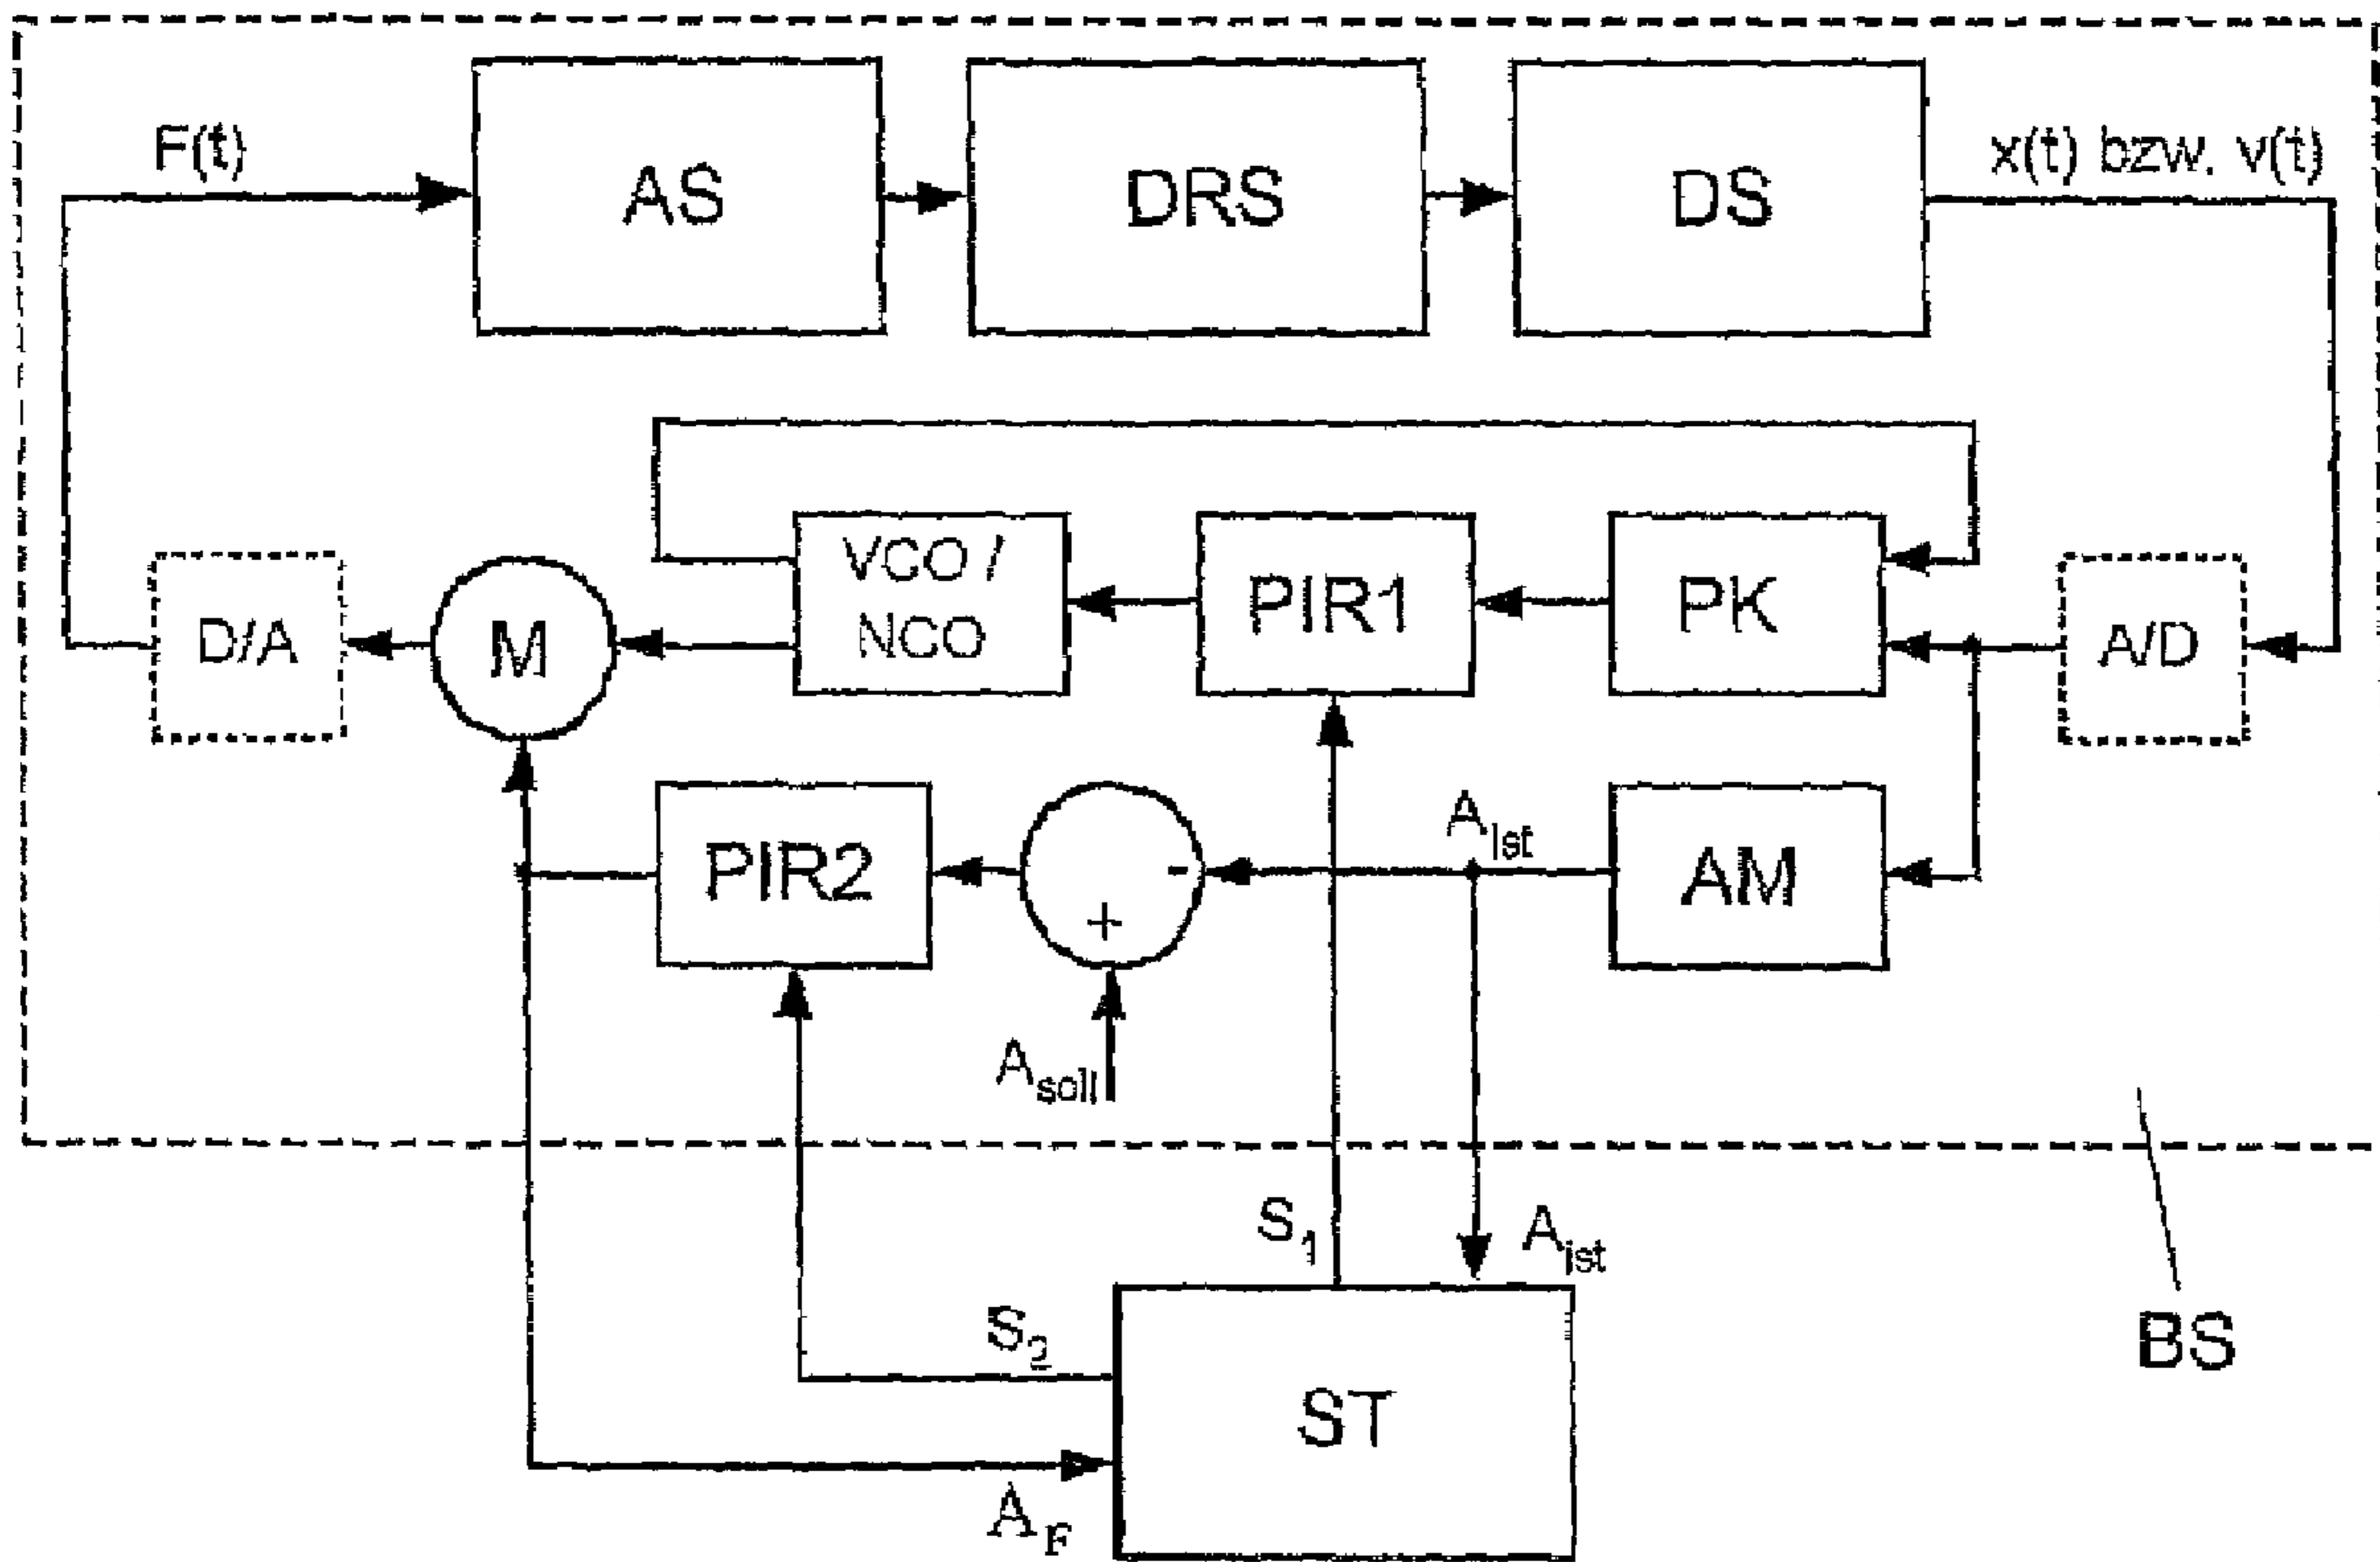 F(t)
AS
DRS
DS
x(t) bzw. v(t)
VCO /
NCO
PIR1
PK
D/A
M
A/D
PIR2
-
+
A_Ist
AM
A_soll
S_1
A_ist
S_2
ST
BS
A_F